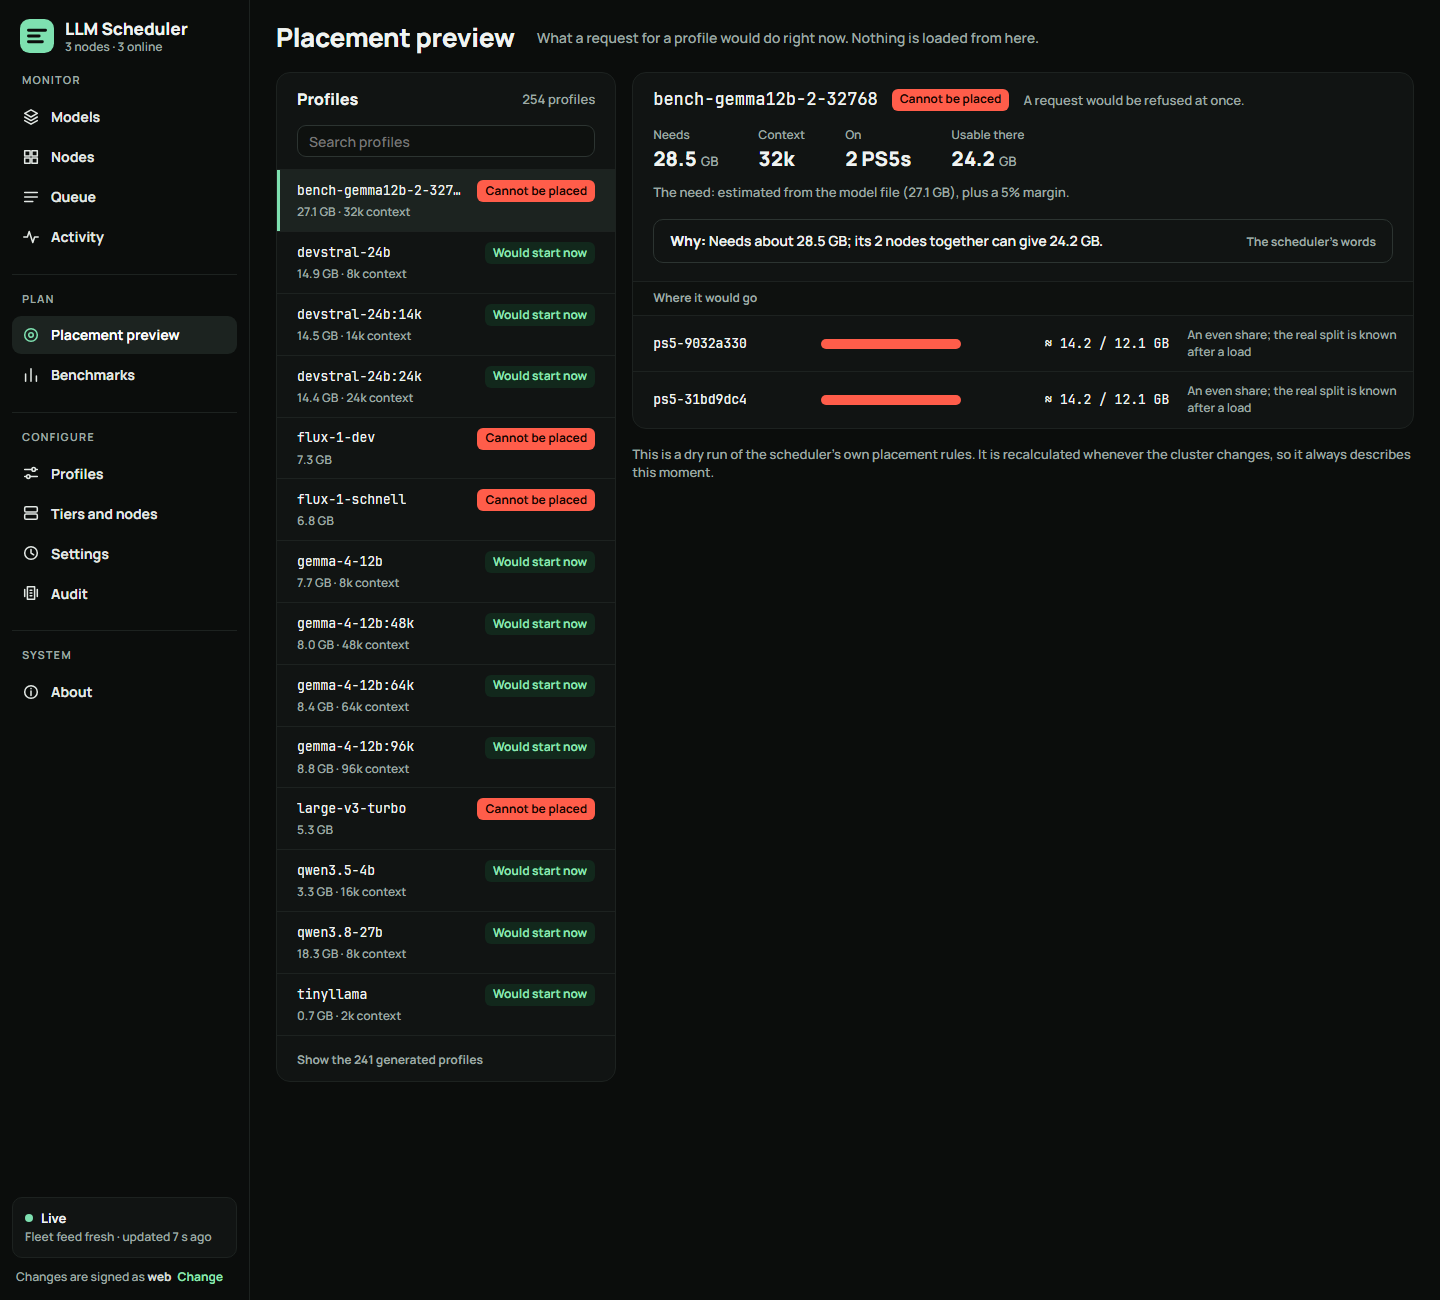 LLM Scheduler
3 nodes · 3 online
MONITOR
Models
Nodes
Queue
Activity
PLAN
Placement preview
Benchmarks
CONFIGURE
Profiles
Tiers and nodes
Settings
Audit
SYSTEM
About
Live
Fleet feed fresh · updated 7 s ago
Changes are signed as web Change
Placement preview
What a request for a profile would do right now. Nothing is loaded from here.
Profiles
254 profiles
Search profiles
bench-gemma12b-2-327… Cannot be placed
27.1 GB · 32k context
devstral-24b Would start now
14.9 GB · 8k context
devstral-24b:14k Would start now
14.5 GB · 14k context
devstral-24b:24k Would start now
14.4 GB · 24k context
flux-1-dev Cannot be placed
7.3 GB
flux-1-schnell Cannot be placed
6.8 GB
gemma-4-12b Would start now
7.7 GB · 8k context
gemma-4-12b:48k Would start now
8.0 GB · 48k context
gemma-4-12b:64k Would start now
8.4 GB · 64k context
gemma-4-12b:96k Would start now
8.8 GB · 96k context
large-v3-turbo Cannot be placed
5.3 GB
qwen3.5-4b Would start now
3.3 GB · 16k context
qwen3.8-27b Would start now
18.3 GB · 8k context
tinyllama Would start now
0.7 GB · 2k context
Show the 241 generated profiles
bench-gemma12b-2-32768 Cannot be placed A request would be refused at once.
Needs Context On Usable there
28.5 GB 32k 2 PS5s 24.2 GB
The need: estimated from the model file (27.1 GB), plus a 5% margin.
Why: Needs about 28.5 GB; its 2 nodes together can give 24.2 GB. The scheduler's words
Where it would go
ps5-9032a330 ≈ 14.2 / 12.1 GB An even share; the real split is known
after a load
ps5-31bd9dc4 ≈ 14.2 / 12.1 GB An even share; the real split is known
after a load
This is a dry run of the scheduler's own placement rules. It is recalculated whenever the cluster changes, so it always describes
this moment.